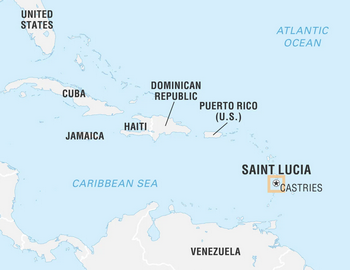 UNITED
STATES
ATLANTIC
OCEAN
CUBA
DOMINICAN
REPUBLIC
PUERTO RICO
(U.S.)
HAITI
JAMAICA
SAINT LUCIA
CARIBBEAN SEA
CASTRIES
VENEZUELA